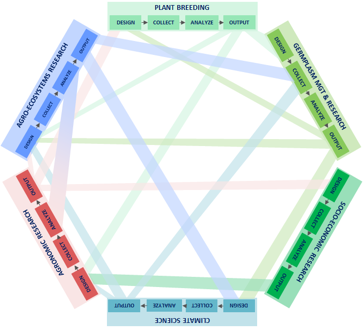 PLANT BREEDING
DESIGN COLLECT ANALYZE OUTPUT
GERMPLASM MGT & RESEARCH
DESIGN COLLECT ANALYZE OUTPUT
SOCIO-ECONOMIC RESEARCH
DESIGN COLLECT ANALYZE OUTPUT
CLIMATE SCIENCE
DESIGN COLLECT ANALYZE OUTPUT
AGRONOMIC RESEARCH
DESIGN COLLECT ANALYZE OUTPUT
AGRO-ECOSYSTEMS RESEARCH
DESIGN COLLECT ANALYZE OUTPUT